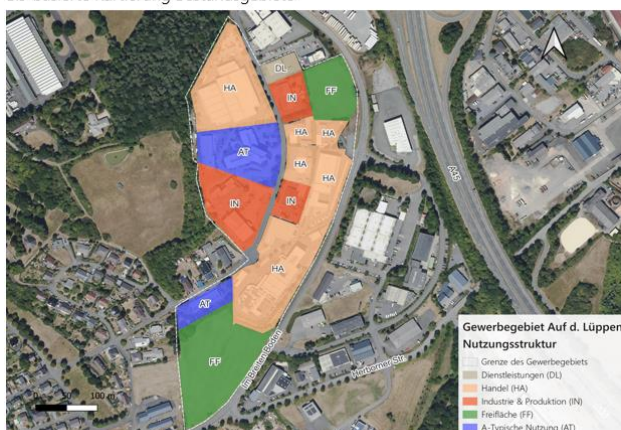 DL
HA
IN
FF
HA
HA
AT
HA
HA
IN
IN
HA
AT
FF
A45
Im Breiten Boden
Herborner Str.
0
50
100 m
Gewerbegebiet Auf d. Lüppen
Nutzungsstruktur
Grenze des Gewerbegebiets
Dienstleistungen (DL)
Handel (HA)
Industrie & Produktion (IN)
Freifläche (FF)
A-Typische Nutzung (AT)